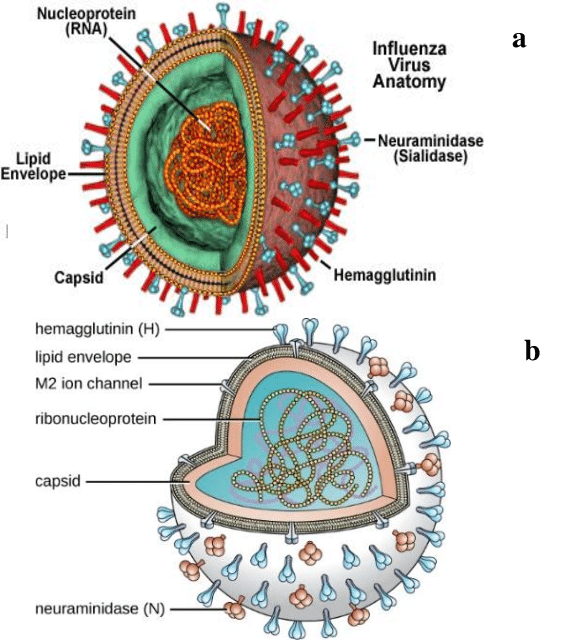 Nucleoprotein
(RNA)
a
Influenza
Virus
Anatomy
Neuraminidase
(Sialidase)
Lipid
Envelope
Capsid
Hemagglutinin
hemagglutinin (H)
b
lipid envelope
M2 ion channel
ribonucleoprotein
capsid
neuraminidase (N)